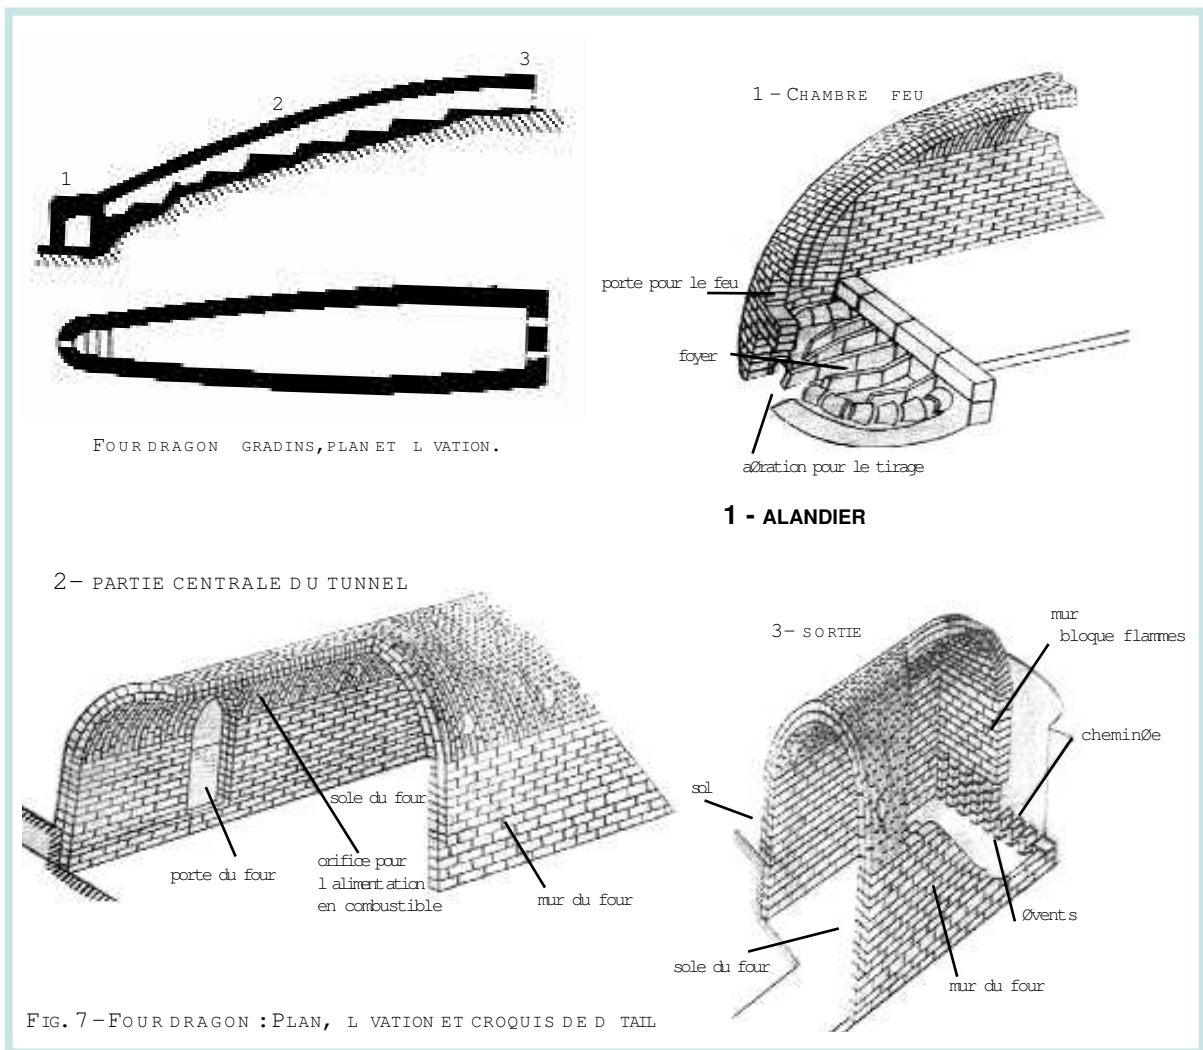 1
2
3
FOUR DRAGON GRADINS, PLAN ET L VATION.
1 - CHAMBRE FEU
porte pour le feu
foyer
aØration pour le tirage
1 - ALANDIER
2- PARTIE CENTRALE DU TUNNEL
sole du four
porte du four
orifice pour
l alimentation
en combustible
mur du four
3- SORTIE
mur
bloque flammes
cheminØe
sol
Øvents
sole du four
mur du four
FIG. 7-FOUR DRAGON : PLAN, L VATION ET CROQUIS DE D TAIL